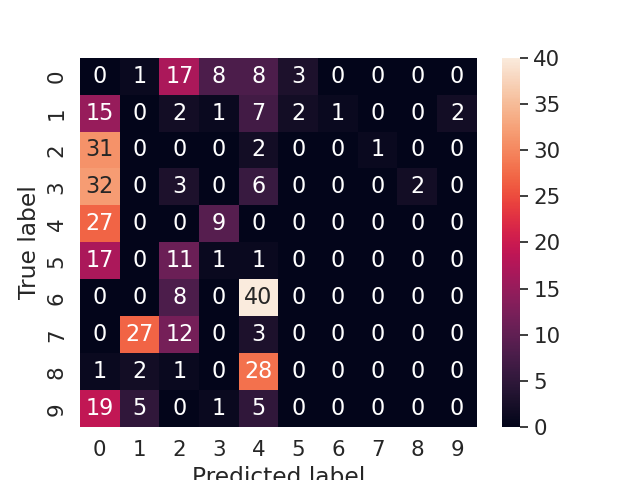 0 0 1 17 8 8 3 0 0 0 0
1 15 0 2 1 7 2 1 0 0 2
2 31 0 0 0 2 0 0 1 0 0
3 32 0 3 0 6 0 0 0 2 0
4 27 0 0 9 0 0 0 0 0 0
5 17 0 11 1 1 0 0 0 0 0
6 0 0 8 0 40 0 0 0 0 0
7 0 27 12 0 3 0 0 0 0 0
8 1 2 1 0 28 0 0 0 0 0
9 19 5 0 1 5 0 0 0 0 0
0 1 2 3 4 5 6 7 8 9
True label
Predicted label
40
35
30
25
20
15
10
5
0